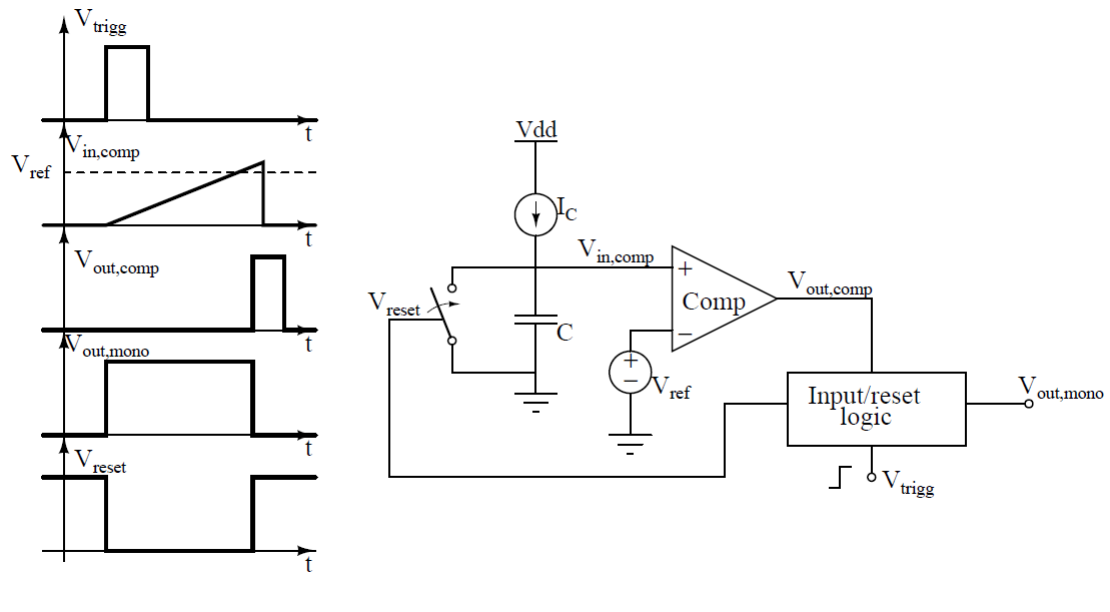 Vtrigg
t
Vin,comp
Vref
t
Vout,comp
t
Vout,mono
t
Vreset
t
Vdd
IC
Vin,comp
+
Comp
−
Vout,comp
Vreset
C
+
−
Vref
Input/reset
logic
Vout,mono
Vtrigg